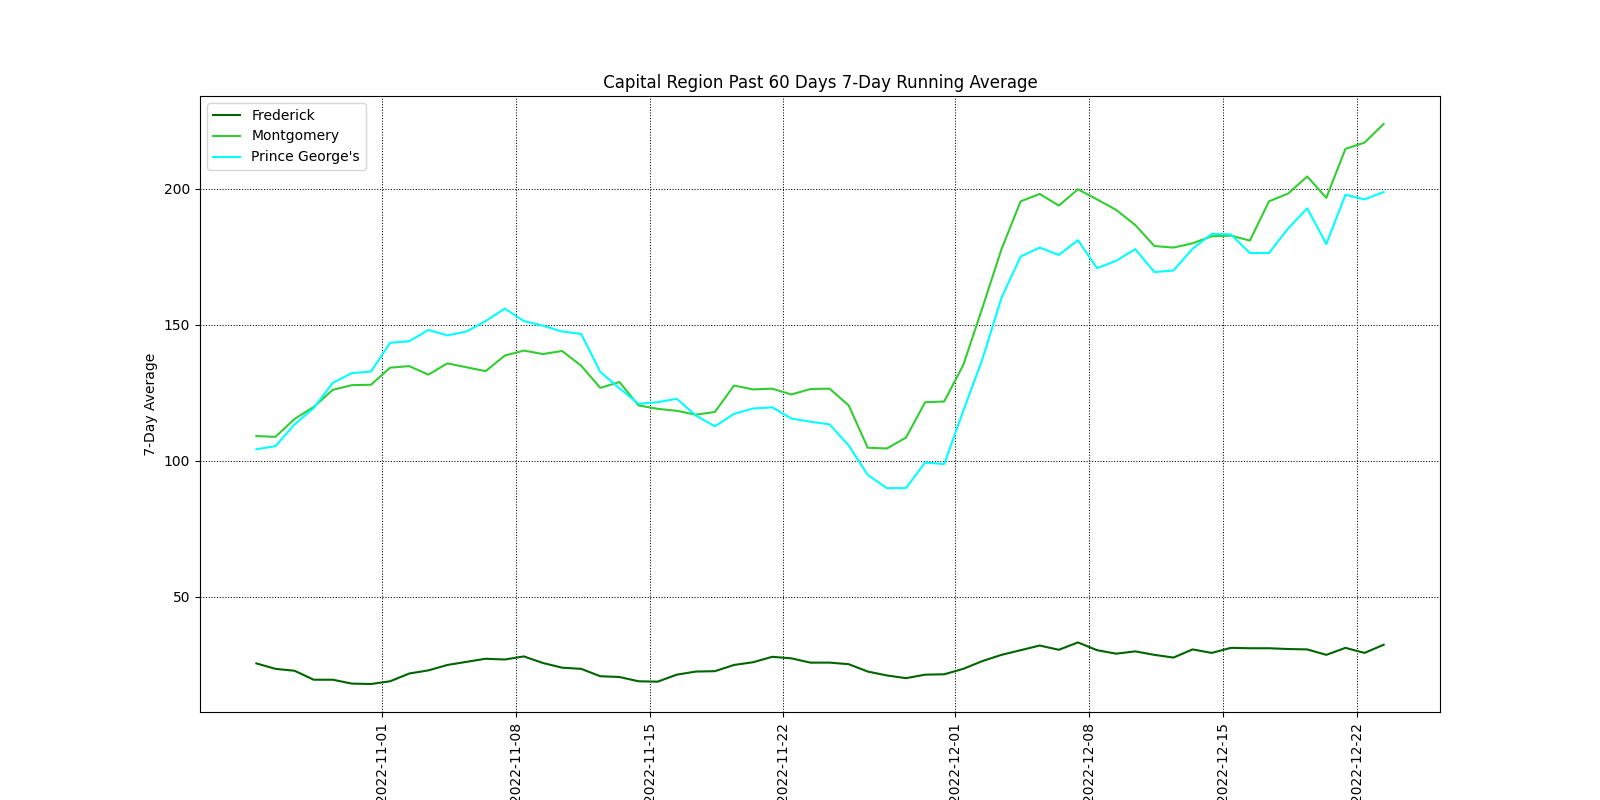 Capital Region Past 60 Days 7-Day Running Average
Frederick
Montgomery
Prince George's
7-Day Average
200
150
100
50
2022-11-01
2022-11-08
2022-11-15
2022-11-22
2022-12-01
2022-12-08
2022-12-15
2022-12-22